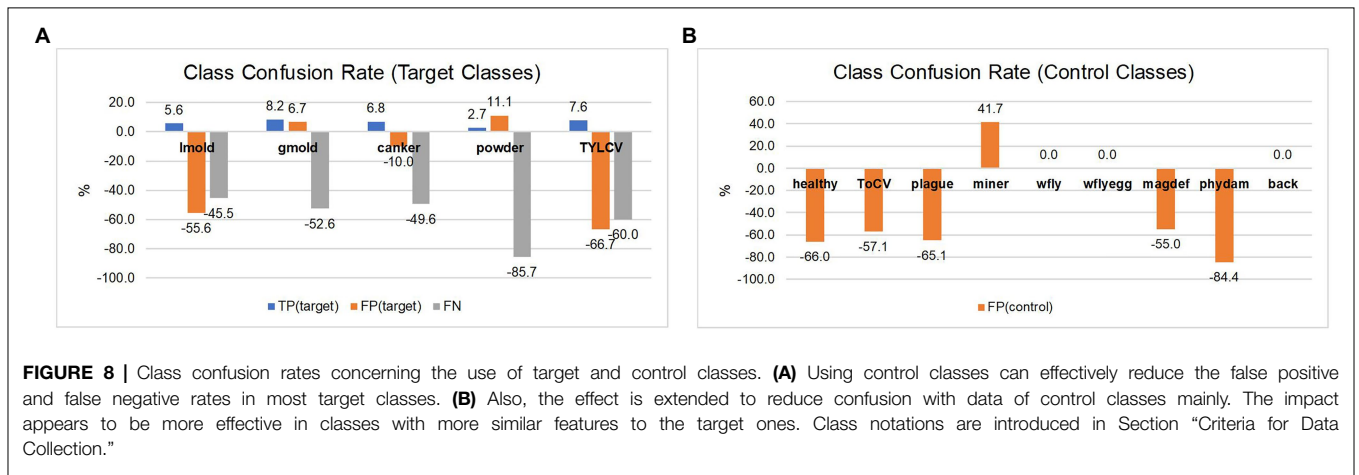 A
B
Class Confusion Rate (Target Classes)
20.0
0.0
-20.0
-40.0
-60.0
-80.0
-100.0
%
5.6
8.2
6.7
6.8
2.7
11.1
7.6
lmold
gmold
canker
powder
TYLCV
-10.0
-45.5
-55.6
-52.6
-49.6
-66.7
-60.0
-85.7
TP(target) FP(target) FN
Class Confusion Rate (Control Classes)
60.0
40.0
20.0
0.0
-20.0
-40.0
-60.0
-80.0
-100.0
%
41.7
0.0
0.0
0.0
healthy
ToCV
plague
miner
wfly
wflyegg
magdef
phydam
back
-66.0
-57.1
-65.1
-55.0
-84.4
FP(control)
FIGURE 8 | Class confusion rates concerning the use of target and control classes. (A) Using control classes can effectively reduce the false positive
and false negative rates in most target classes. (B) Also, the effect is extended to reduce confusion with data of control classes mainly. The impact
appears to be more effective in classes with more similar features to the target ones. Class notations are introduced in Section “Criteria for Data
Collection.”